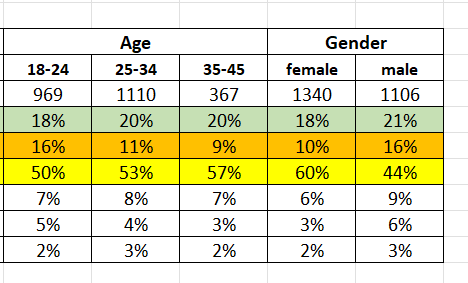 Age Gender
18-24 25-34 35-45 female male
969 1110 367 1340 1106
18% 20% 20% 18% 21%
16% 11% 9% 10% 16%
50% 53% 57% 60% 44%
7% 8% 7% 6% 9%
5% 4% 3% 3% 6%
2% 3% 2% 2% 3%